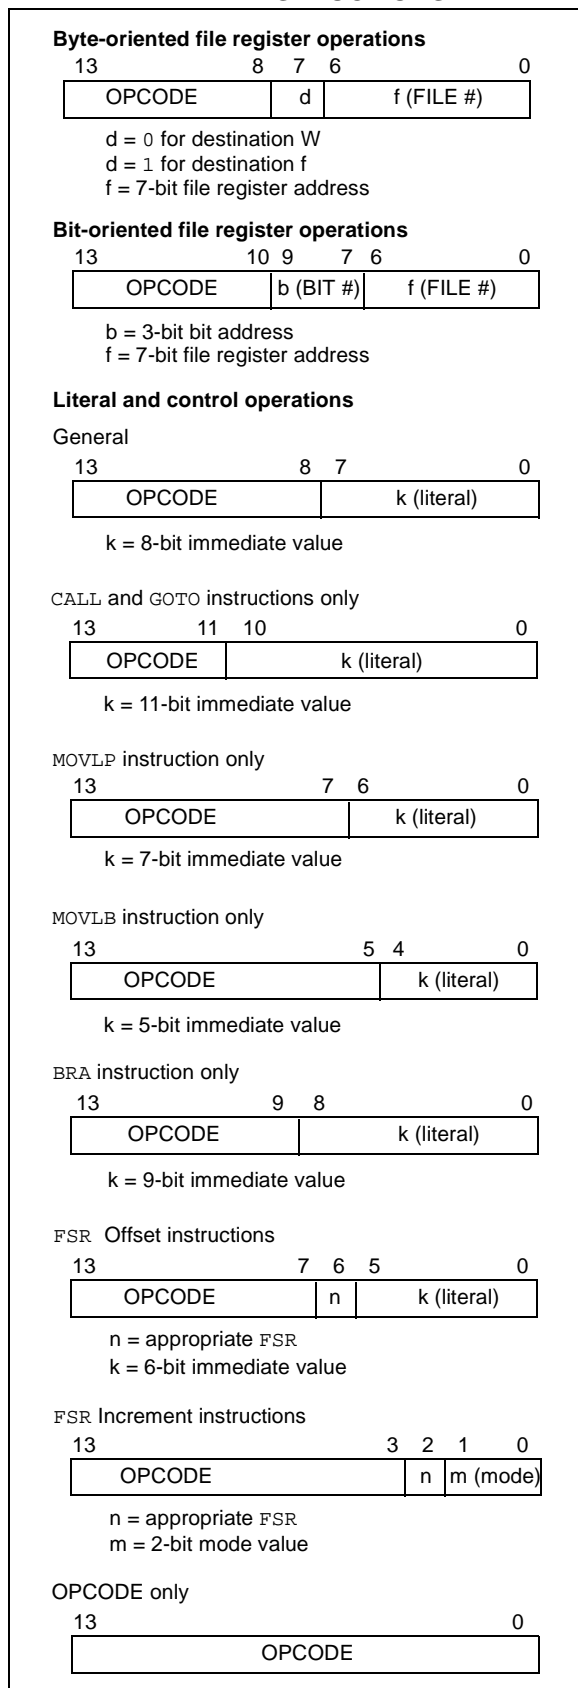 Byte-oriented file register operations
13 8 7 6 0
OPCODE d f (FILE #)
d = 0 for destination W
d = 1 for destination f
f = 7-bit file register address
Bit-oriented file register operations
13 10 9 7 6 0
OPCODE b (BIT #) f (FILE #)
b = 3-bit bit address
f = 7-bit file register address
Literal and control operations
General
13 8 7 0
OPCODE k (literal)
k = 8-bit immediate value
CALL and GOTO instructions only
13 11 10 0
OPCODE k (literal)
k = 11-bit immediate value
MOVLP instruction only
13 7 6 0
OPCODE k (literal)
k = 7-bit immediate value
MOVLB instruction only
13 5 4 0
OPCODE k (literal)
k = 5-bit immediate value
BRA instruction only
13 9 8 0
OPCODE k (literal)
k = 9-bit immediate value
FSR Offset instructions
13 7 6 5 0
OPCODE n k (literal)
n = appropriate FSR
k = 6-bit immediate value
FSR Increment instructions
13 3 2 1 0
OPCODE n m (mode)
n = appropriate FSR
m = 2-bit mode value
OPCODE only
13 0
OPCODE